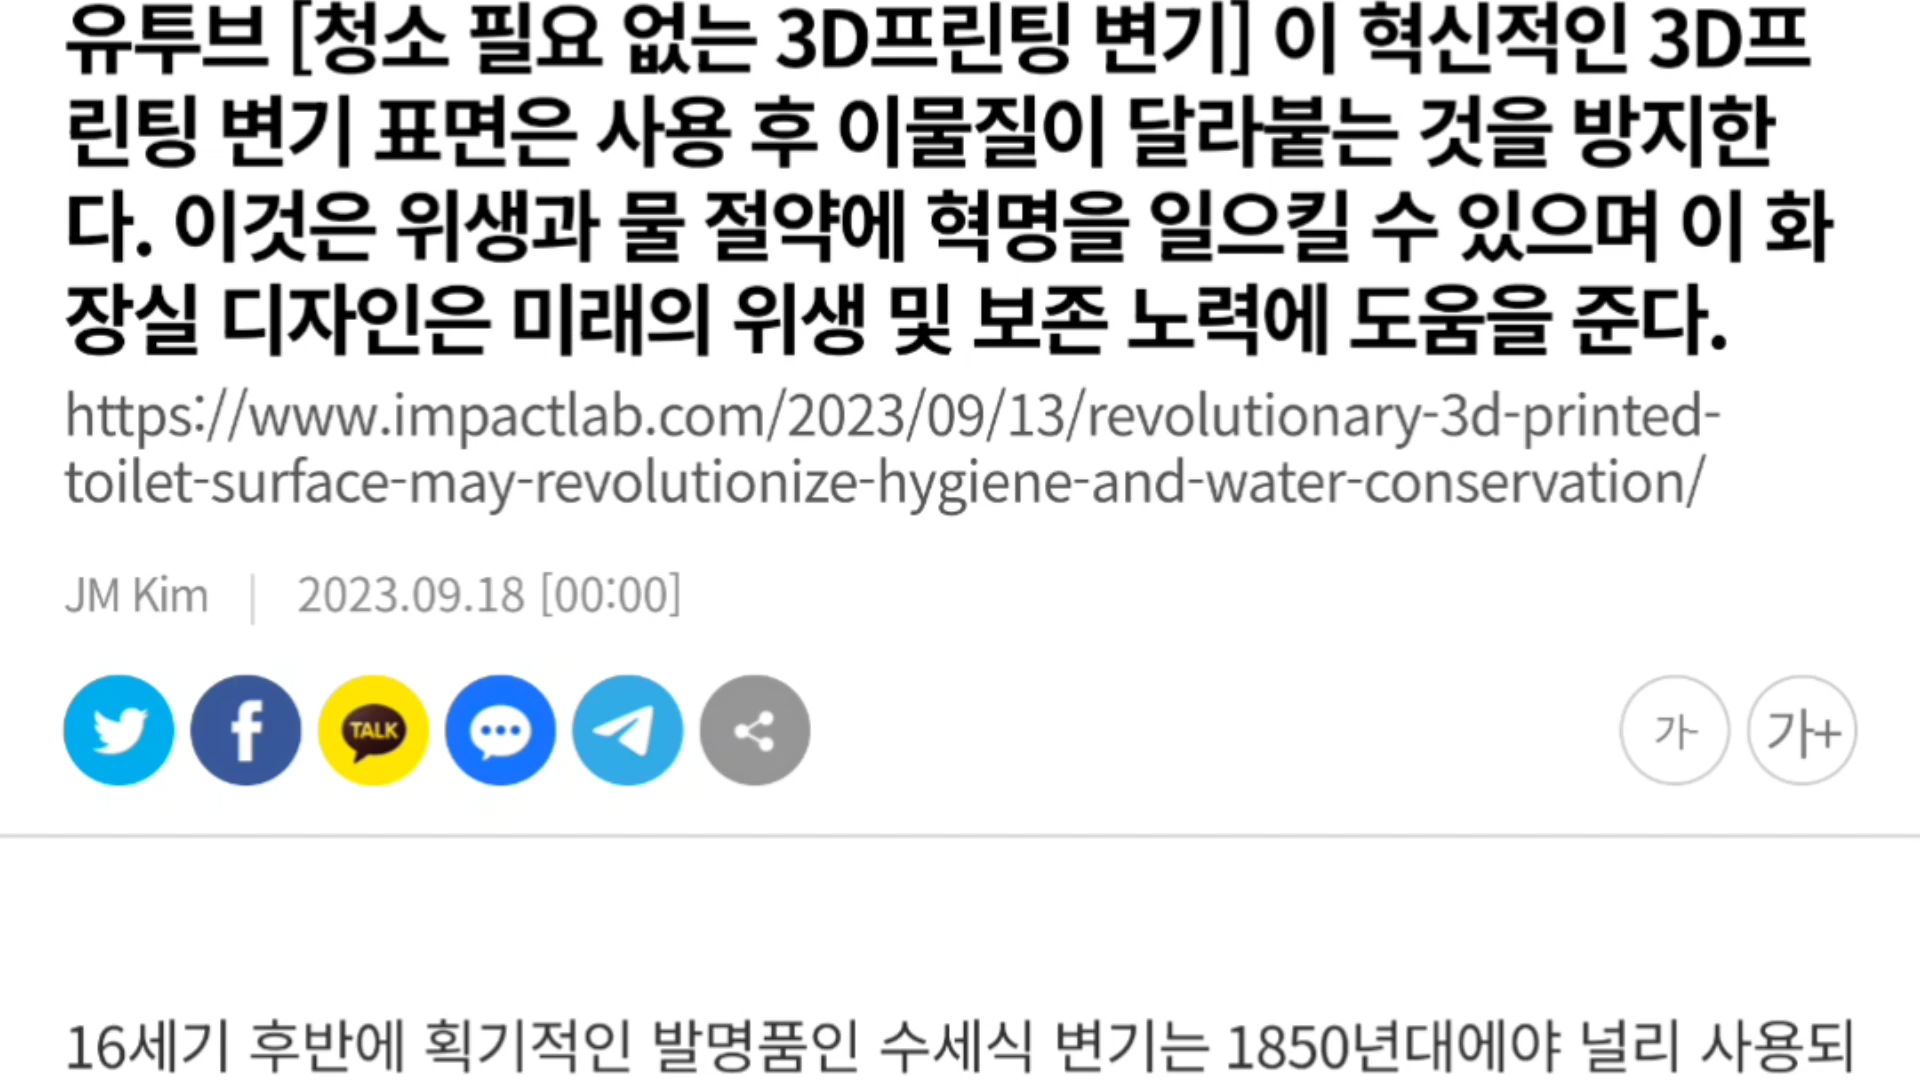 유투브 [청소 필요 없는 3D프린팅 변기] 이 혁신적인 3D프
린팅 변기 표면은 사용 후 이물질이 달라붙는 것을 방지한
다. 이것은 위생과 물 절약에 혁명을 일으킬 수 있으며 이 화
장실 디자인은 미래의 위생 및 보존 노력에 도움을 준다.
https://www.impactlab.com/2023/09/13/revolutionary-3d-printed-
toilet-surface-may-revolutionize-hygiene-and-water-conservation/
JM Kim | 2023.09.18 [00:00]
TALK
가- 가+
16세기 후반에 획기적인 발명품인 수세식 변기는 1850년대에야 널리 사용되